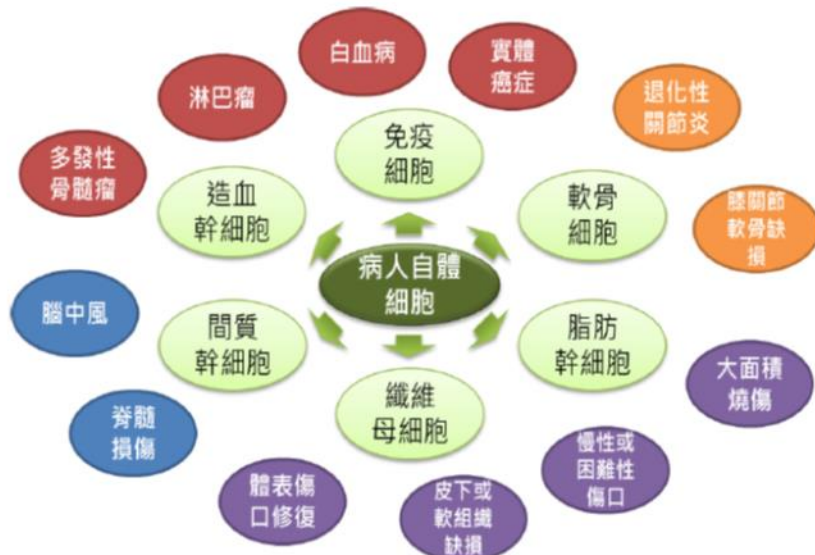 白血病
實體
癌症
淋巴瘤
退化性
關節炎
多發性
骨髓瘤
免疫
細胞
造血
幹細胞
軟骨
細胞
膝關節
軟骨缺
損
病人自體
細胞
腦中風
間質
幹細胞
脂肪
幹細胞
大面積
燒傷
纖維
母細胞
脊髓
損傷
慢性或
困難性
傷口
體表傷
口修復
皮下或
軟組織
缺損